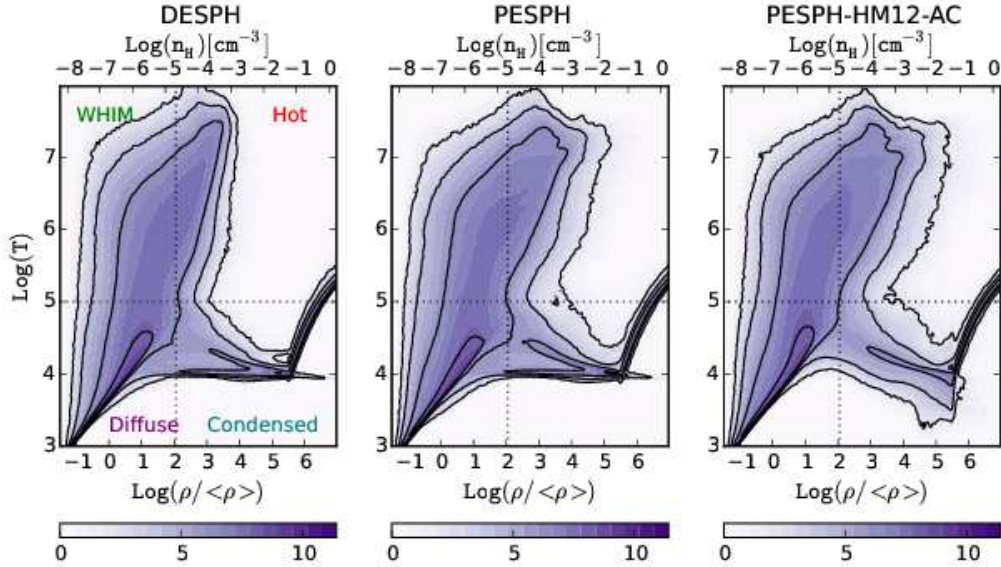 DESPH PESPH PESPH-HM12-AC
Log(n_H)[cm^-3] Log(n_H)[cm^-3] Log(n_H)[cm^-3]
−8 −7 −6 −5 −4 −3 −2 −1 0 −8 −7 −6 −5 −4 −3 −2 −1 0 −8 −7 −6 −5 −4 −3 −2 −1 0
WHIM Hot
7 7 7
6 6 6
Log(T)
5 5 5
4 4 4
Diffuse Condensed
3 3 3
−1 0 1 2 3 4 5 6 −1 0 1 2 3 4 5 6 −1 0 1 2 3 4 5 6
Log(ρ/<ρ>) Log(ρ/<ρ>) Log(ρ/<ρ>)
0 5 10 0 5 10 0 5 10